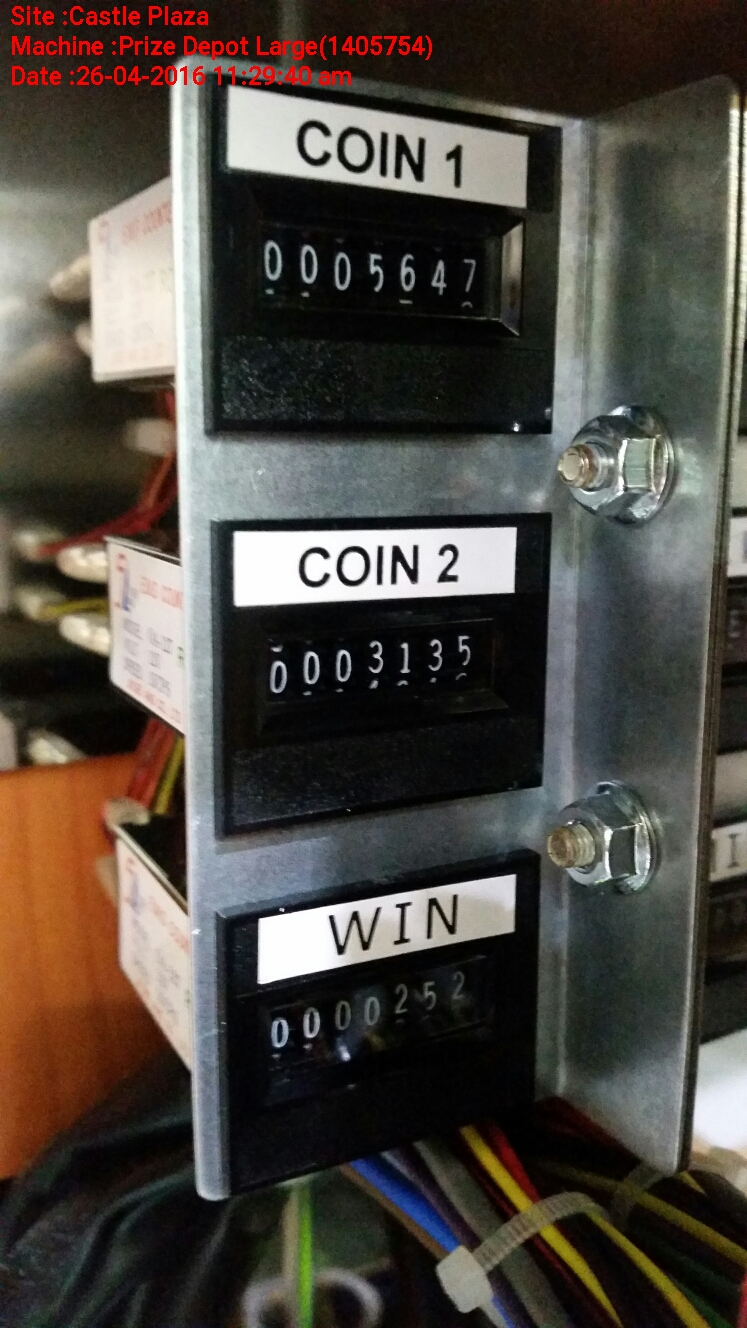 Site :Castle Plaza
Machine :Prize Depot Large(1405754)
Date :26-04-2016 11:29:40 am
COIN 1
0005647
COIN 2
0003135
WIN
0000252